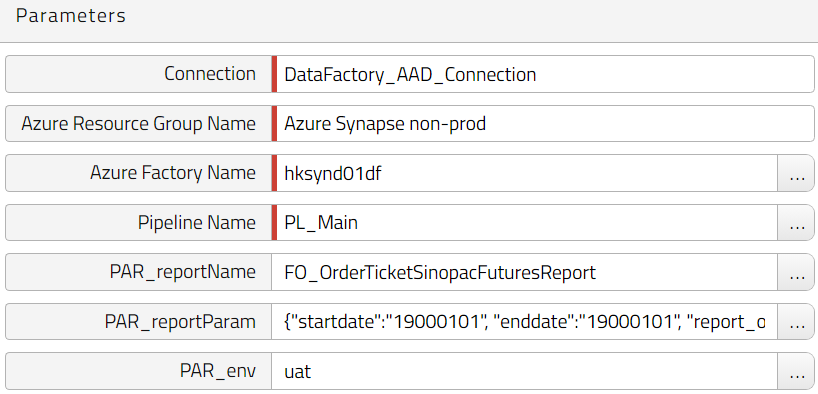 Parameters
Connection DataFactory_AAD_Connection
Azure Resource Group Name Azure Synapse non-prod
Azure Factory Name hksynd01df ...
Pipeline Name PL_Main ...
PAR_reportName FO_OrderTicketSinopacFuturesReport ...
PAR_reportParam {"startdate":"19000101", "enddate":"19000101", "report_o ...
PAR_env uat ...